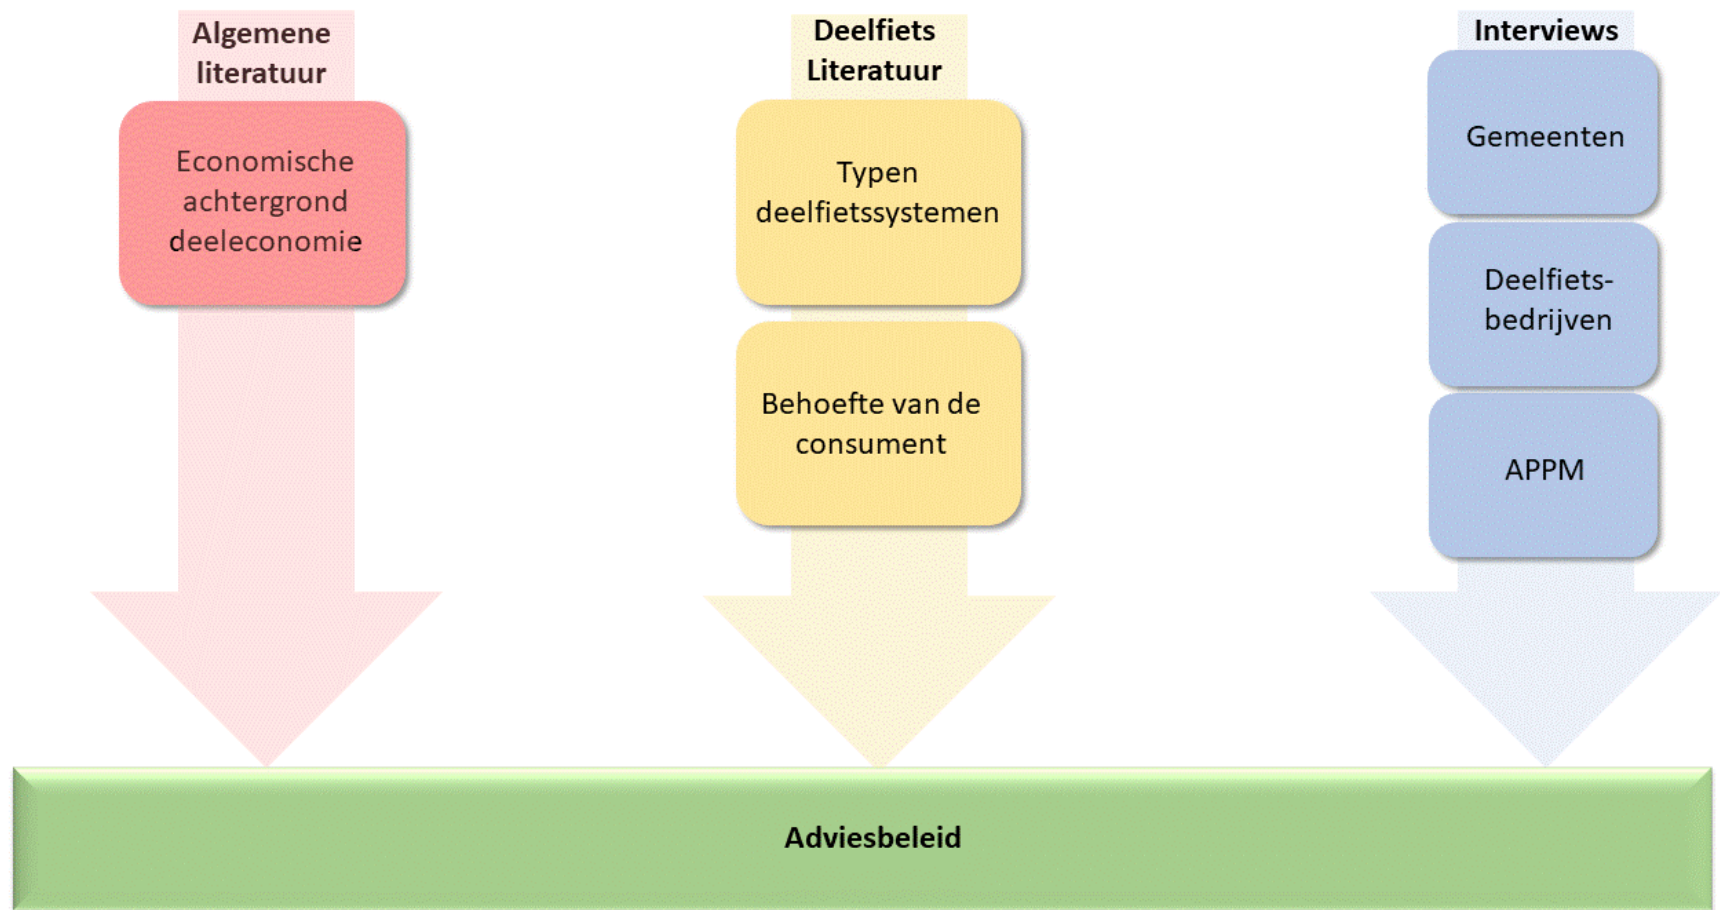 Algemene
literatuur
Economische
achtergrond
deeleconomie
Deelfiets
Literatuur
Typen
deelfietssystemen
Behoefte van de
consument
Interviews
Gemeenten
Deelfiets-
bedrijven
APPM
Adviesbeleid